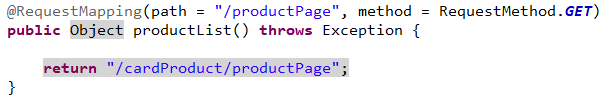 @RequestMapping(path = "/productPage", method = RequestMethod.GET)
public Object productList() throws Exception {
return "/cardProduct/productPage";
}